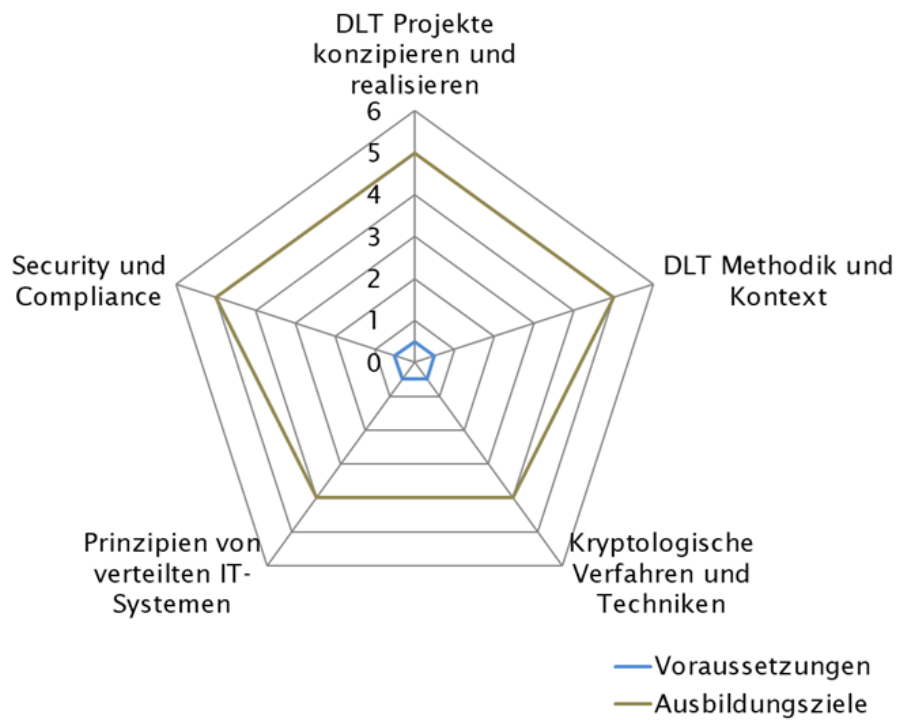 DLT Projekte
konzipieren und
realisieren
6
5
4
3
2
1
0
Security und
Compliance
DLT Methodik und
Kontext
Prinzipien von
verteilten IT-
Systemen
Kryptologische
Verfahren und
Techniken
Voraussetzungen
Ausbildungsziele